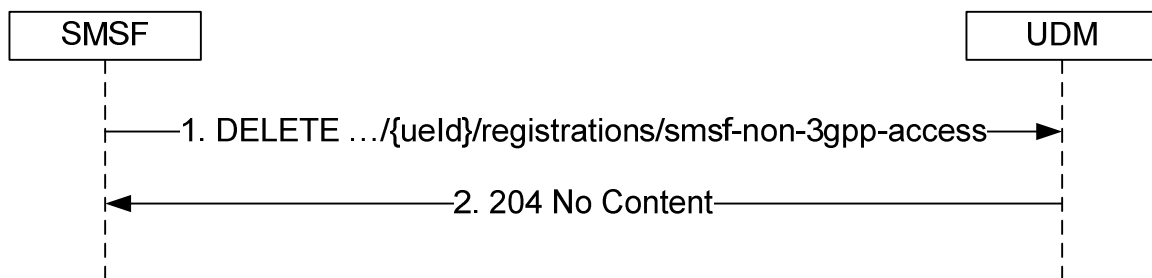 SMSF
UDM
1. DELETE …/{ueId}/registrations/smsf-non-3gpp-access
2. 204 No Content